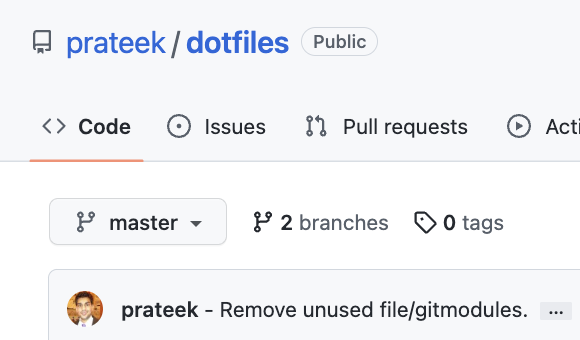 prateek / dotfiles Public
Code Issues Pull requests Acti
master 2 branches 0 tags
prateek - Remove unused file/gitmodules. ...